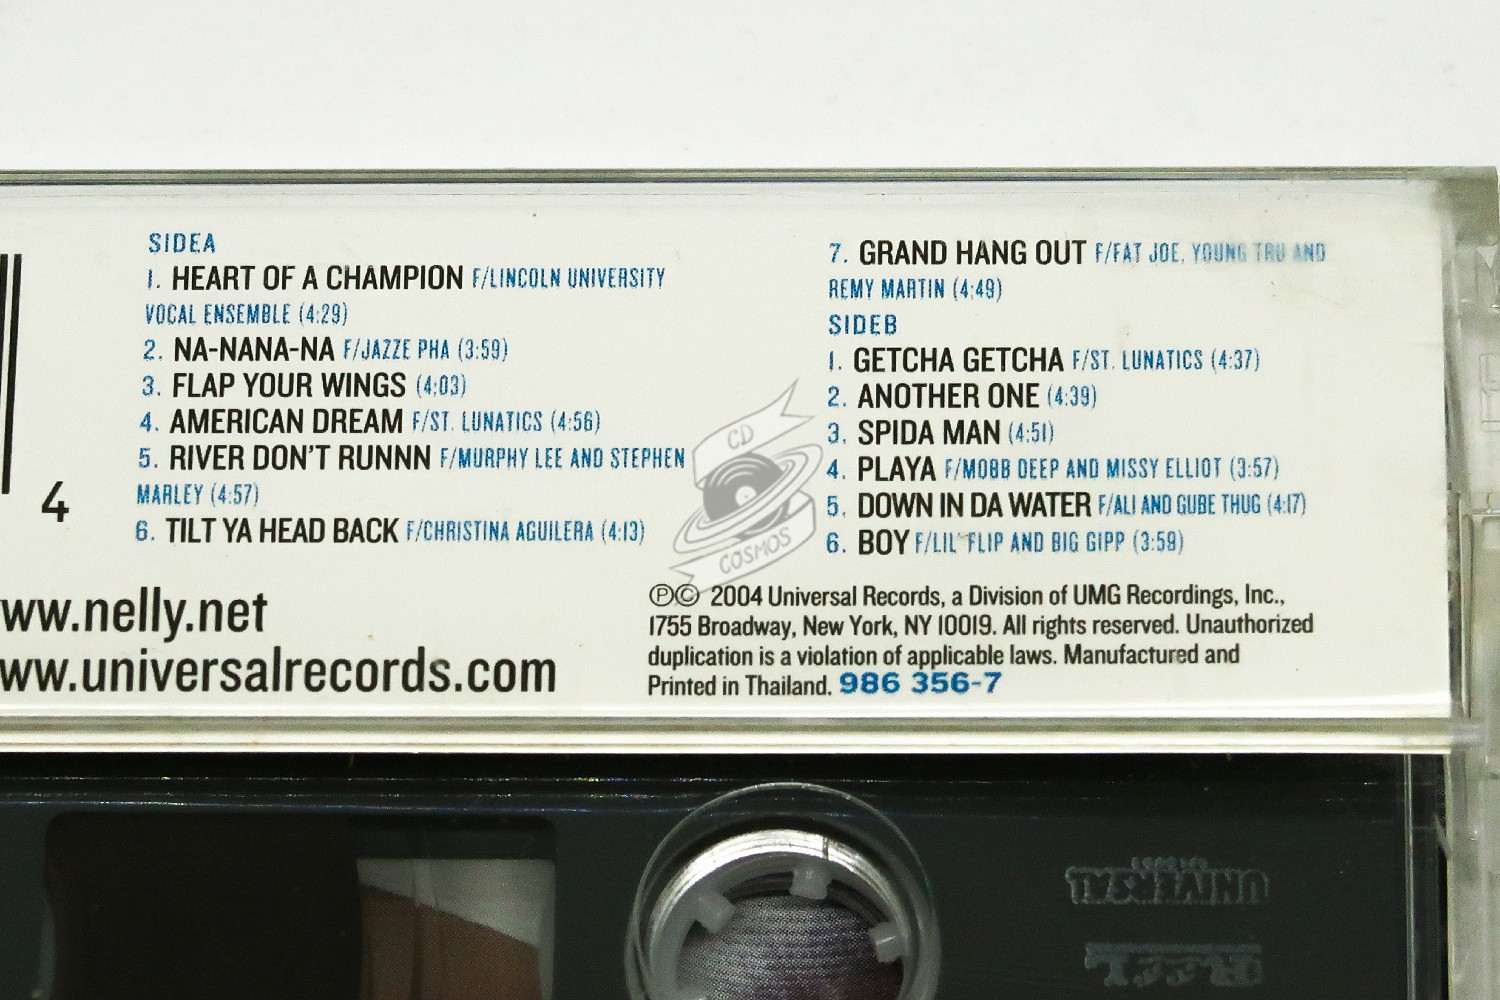 SIDEA
1. HEART OF A CHAMPION F/LINCOLN UNIVERSITY
VOCAL ENSEMBLE (4:29)
2. NA-NANA-NA F/JAZZE PHA (3:59)
3. FLAP YOUR WINGS (4:03)
4. AMERICAN DREAM F/ST. LUNATICS (4:56)
5. RIVER DON'T RUNNN F/MURPHY LEE AND STEPHEN
MARLEY (4:57)
6. TILT YA HEAD BACK F/CHRISTINA AGUILERA (4:13)
7. GRAND HANG OUT F/FAT JOE, YOUNG TRU AND
REMY MARTIN (4:49)
SIDEB
1. GETCHA GETCHA F/ST. LUNATICS (4:37)
2. ANOTHER ONE (4:39)
3. SPIDA MAN (4:51)
4. PLAYA F/MOBB DEEP AND MISSY ELLIOT (3:57)
5. DOWN IN DA WATER F/ALI AND GUBE THUG (4:17)
6. BOY F/LIL' FLIP AND BIG GIPP (3:59)
4
ww.nelly.net
ww.universalrecords.com
℗© 2004 Universal Records, a Division of UMG Recordings, Inc.,
1755 Broadway, New York, NY 10019. All rights reserved. Unauthorized
duplication is a violation of applicable laws. Manufactured and
Printed in Thailand. 986 356-7
CD
COSMOS
UNIVERSAL